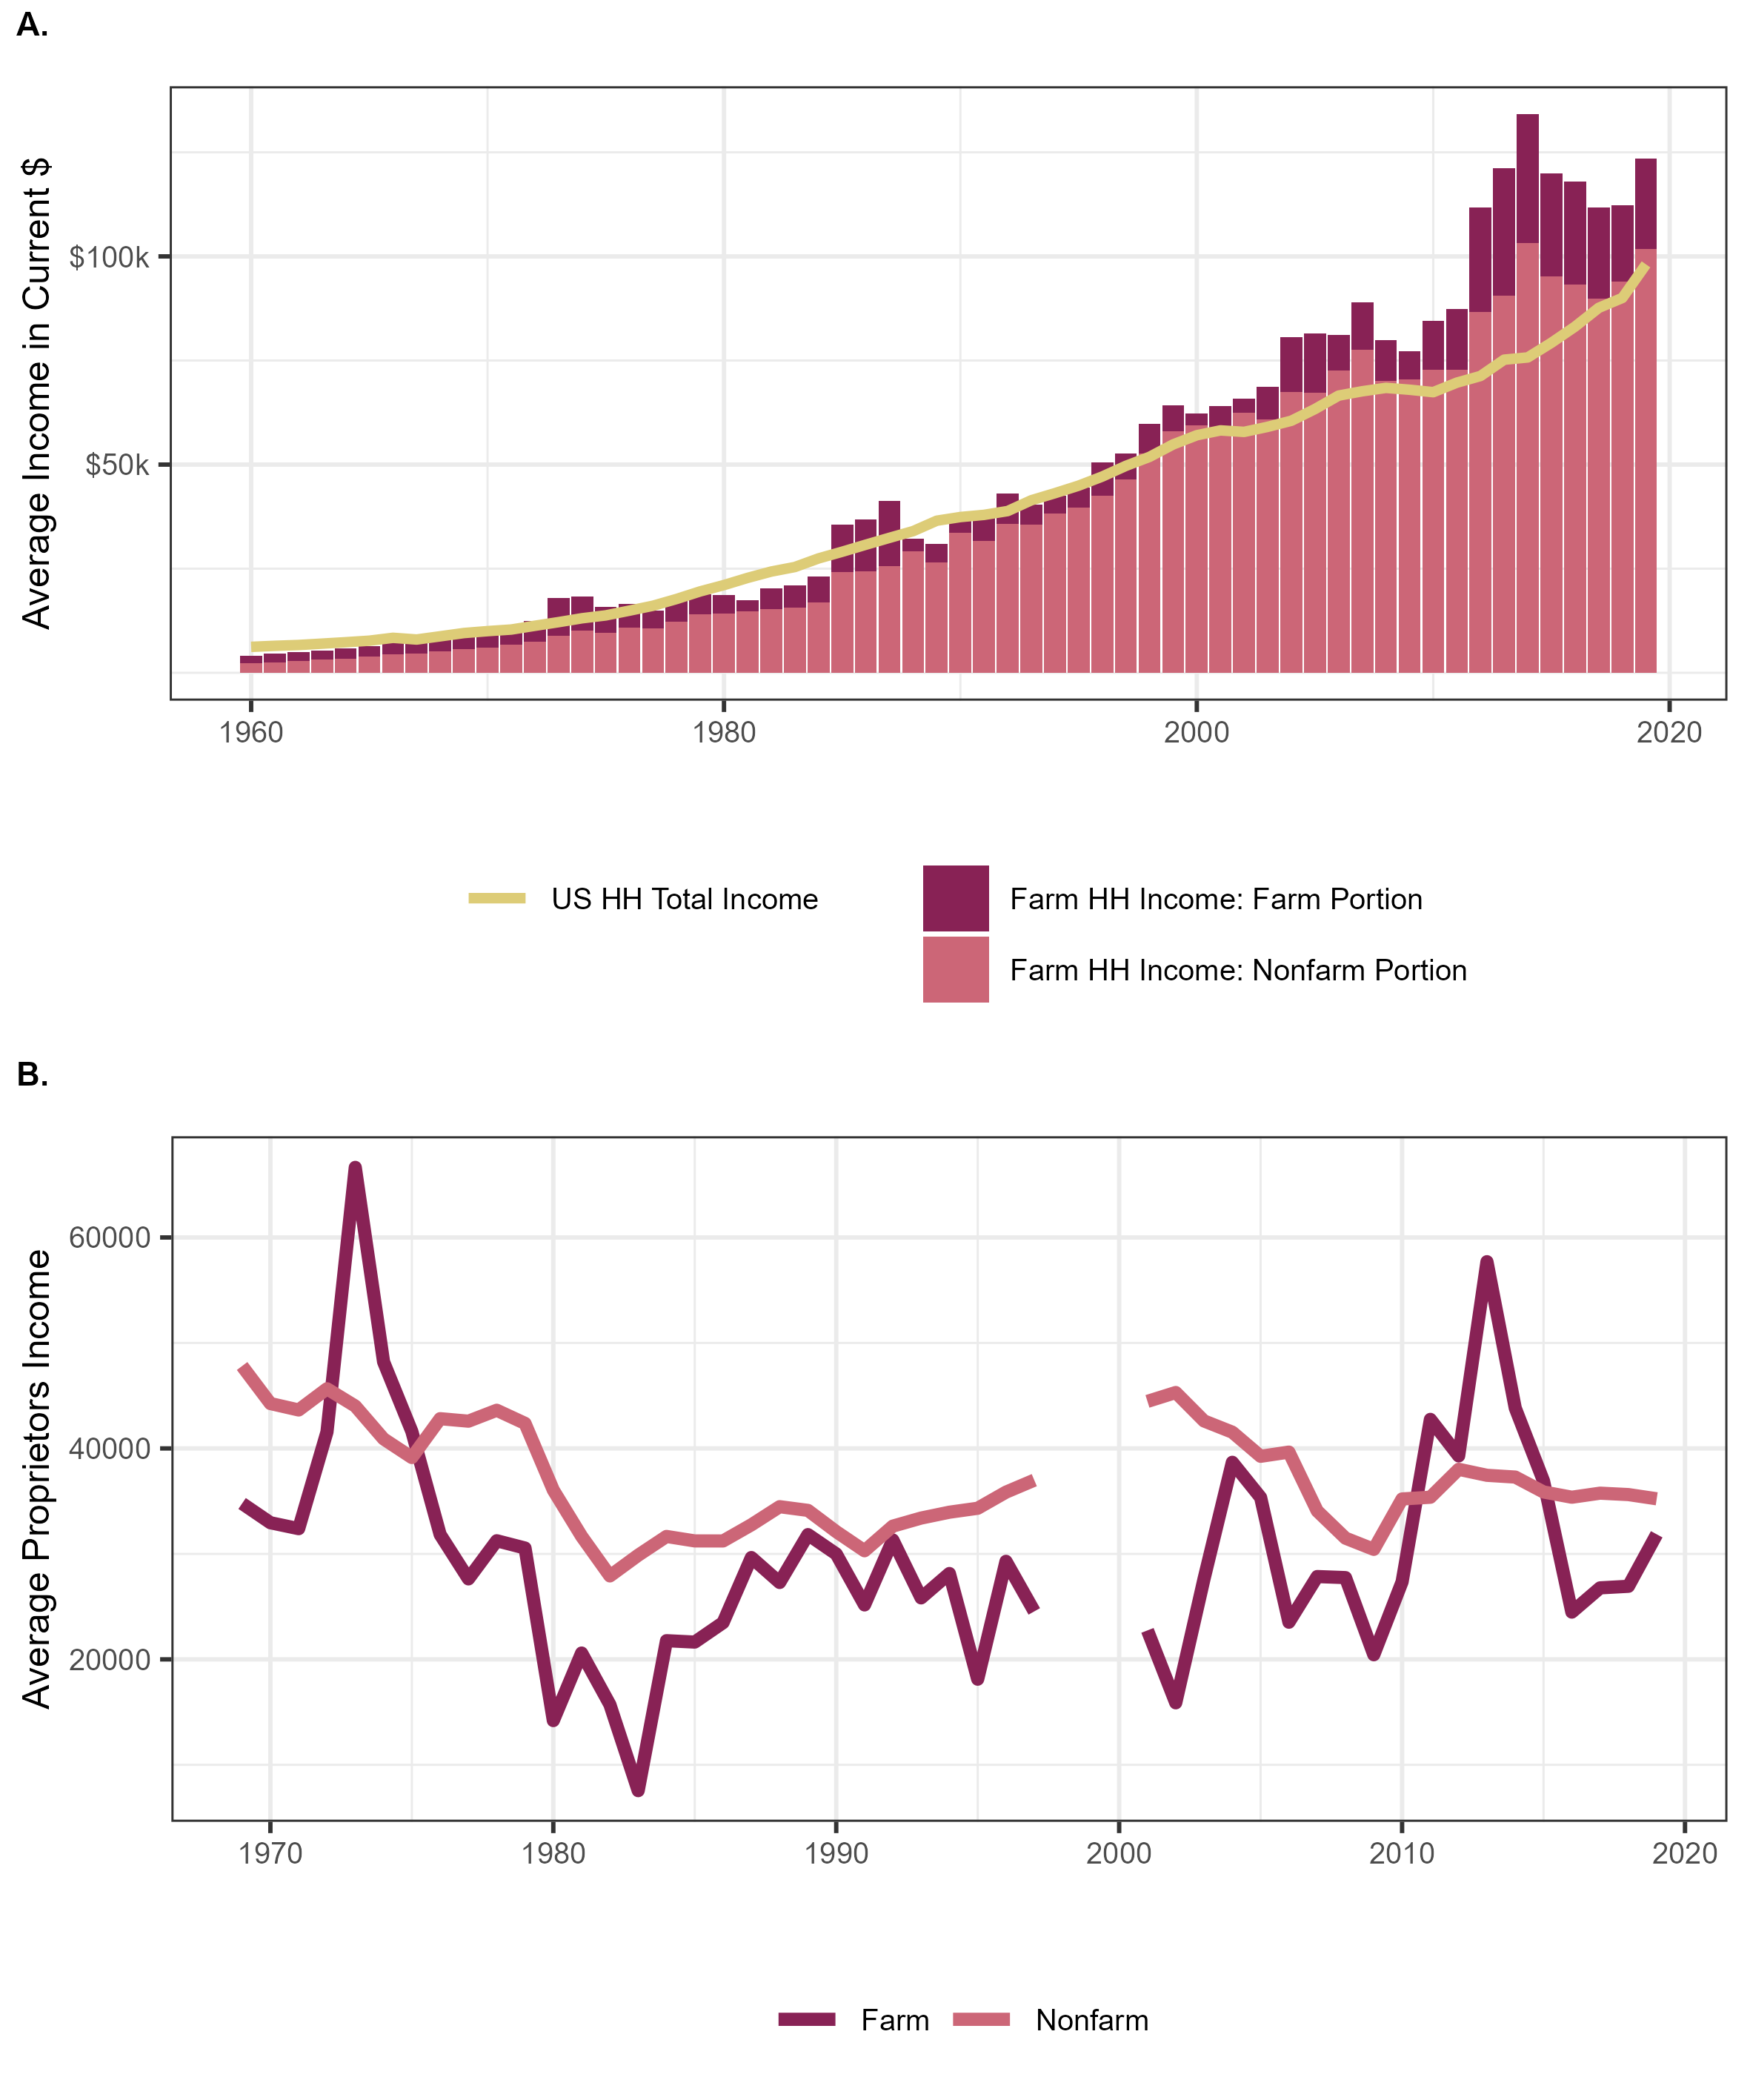 A.
Average Income in Current $
$100k
$50k
1960 1980 2000 2020
US HH Total Income
Farm HH Income: Farm Portion
Farm HH Income: Nonfarm Portion
B.
Average Proprietors Income
60000
40000
20000
1970 1980 1990 2000 2010 2020
Farm Nonfarm